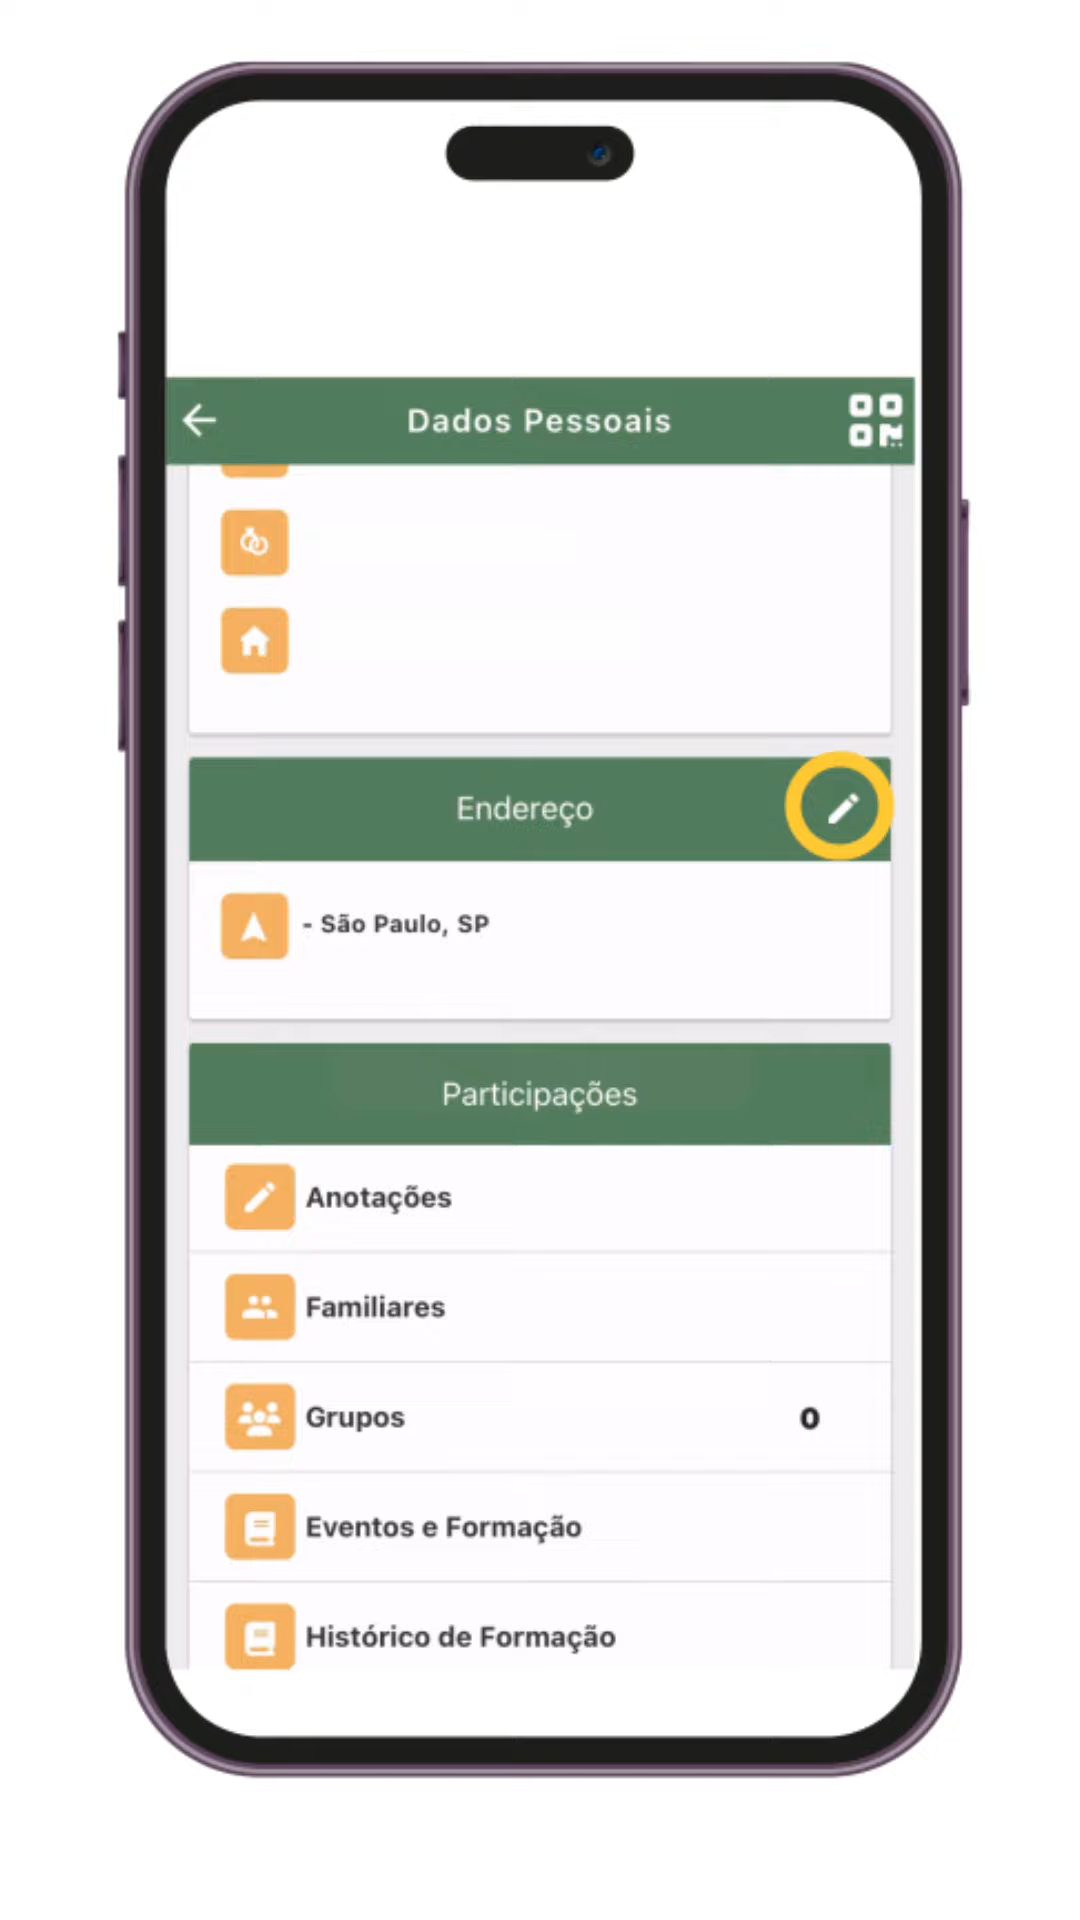 Dados Pessoais
Endereço
- São Paulo, SP
Participações
Anotações
Familiares
Grupos 0
Eventos e Formação
Histórico de Formação